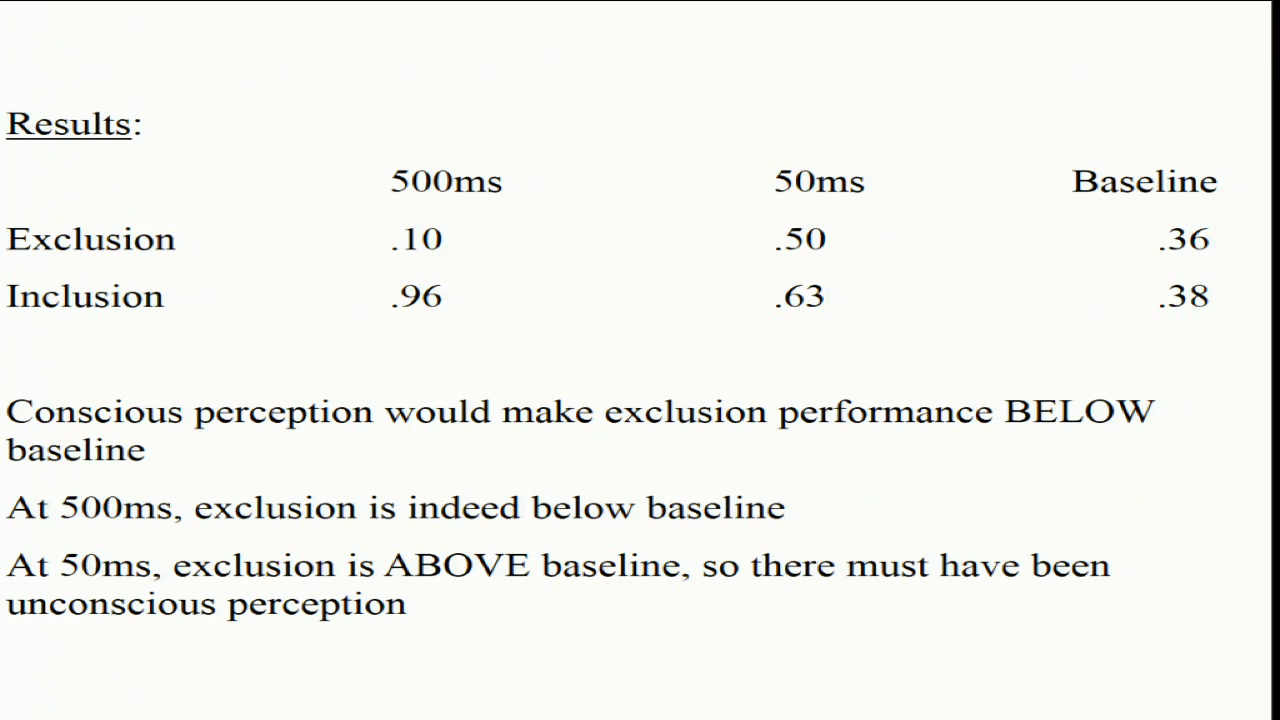 Results:
500ms 50ms Baseline
Exclusion .10 .50 .36
Inclusion .96 .63 .38
Conscious perception would make exclusion performance BELOW
baseline
At 500ms, exclusion is indeed below baseline
At 50ms, exclusion is ABOVE baseline, so there must have been
unconscious perception